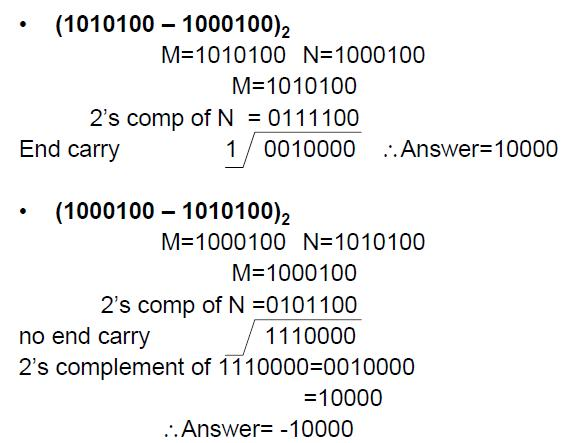 • (1010100 – 1000100)₂
M=1010100 N=1000100
M=1010100
2’s comp of N = 0111100
End carry 1 0010000 ∴Answer=10000
• (1000100 – 1010100)₂
M=1000100 N=1010100
M=1000100
2’s comp of N =0101100
no end carry 1110000
2’s complement of 1110000=0010000
=10000
∴Answer= -10000